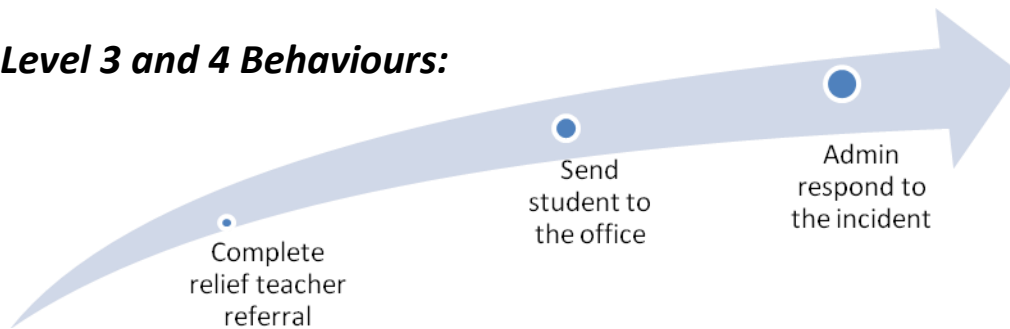 Level 3 and 4 Behaviours:
Complete
relief teacher
referral
Send
student to
the office
Admin
respond to
the incident